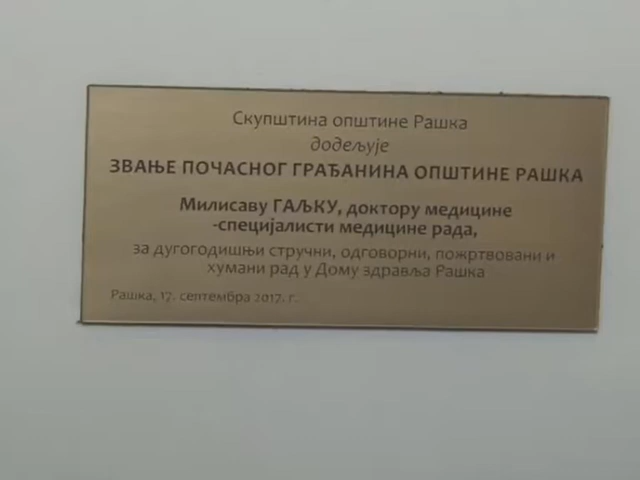 Скупштина општине Рашка
додељује
ЗВАЊЕ ПОЧАСНОГ ГРАЂАНИНА ОПШТИНЕ РАШКА
Милисаву ГАЉКУ, доктору медицине
-специјалисти медицине рада,
за дугогодишњи стручни, одговорни, пожртвовани и
хумани рад у Дому здравља Рашка
Рашка, 17. септембра 2017. г.